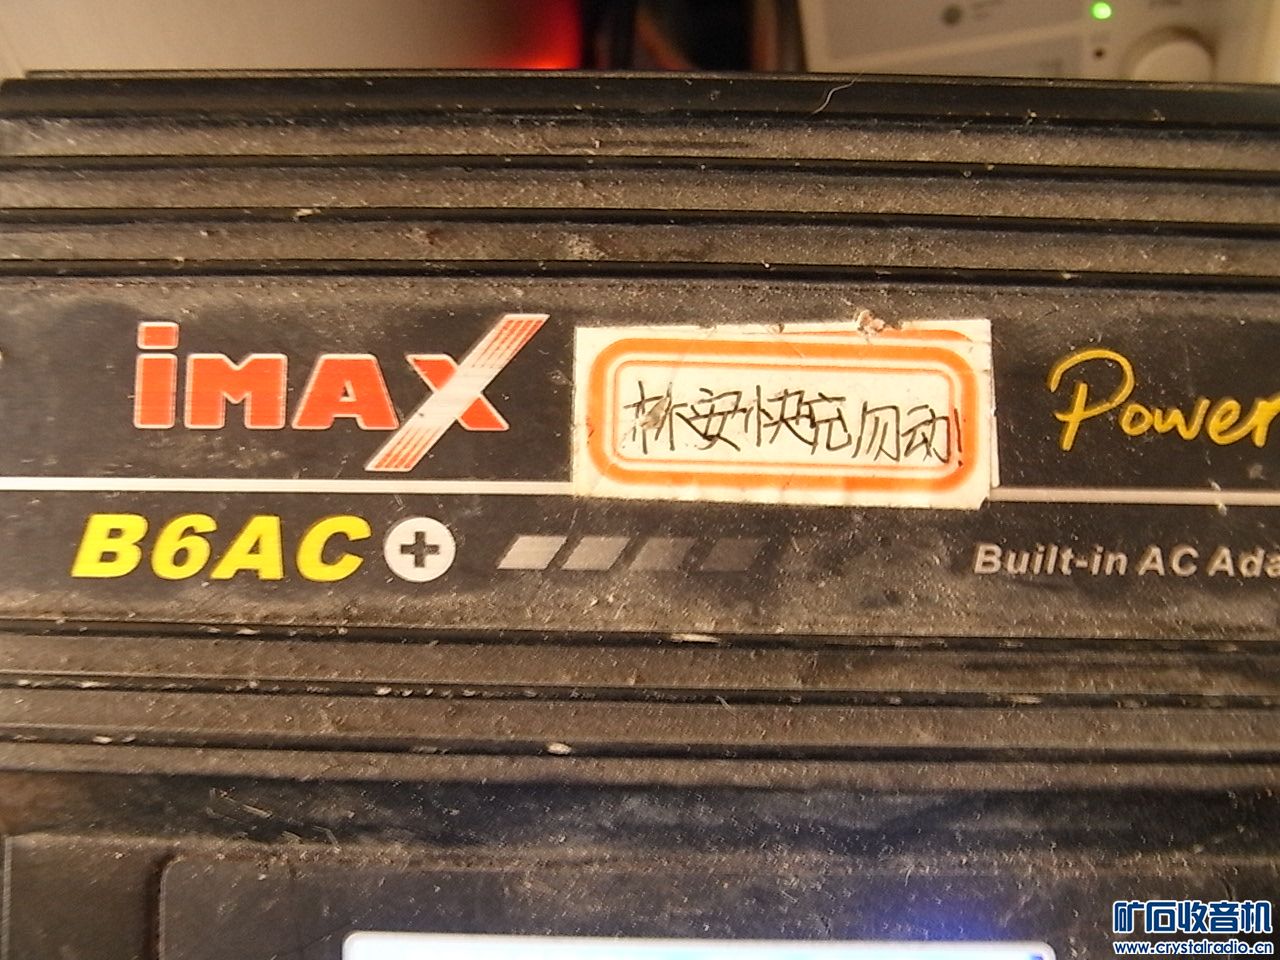 iMAX
林安快充勿动!
Power
B6AC+
Built-in AC Ada
矿石收音机
www.crystalradio.cn